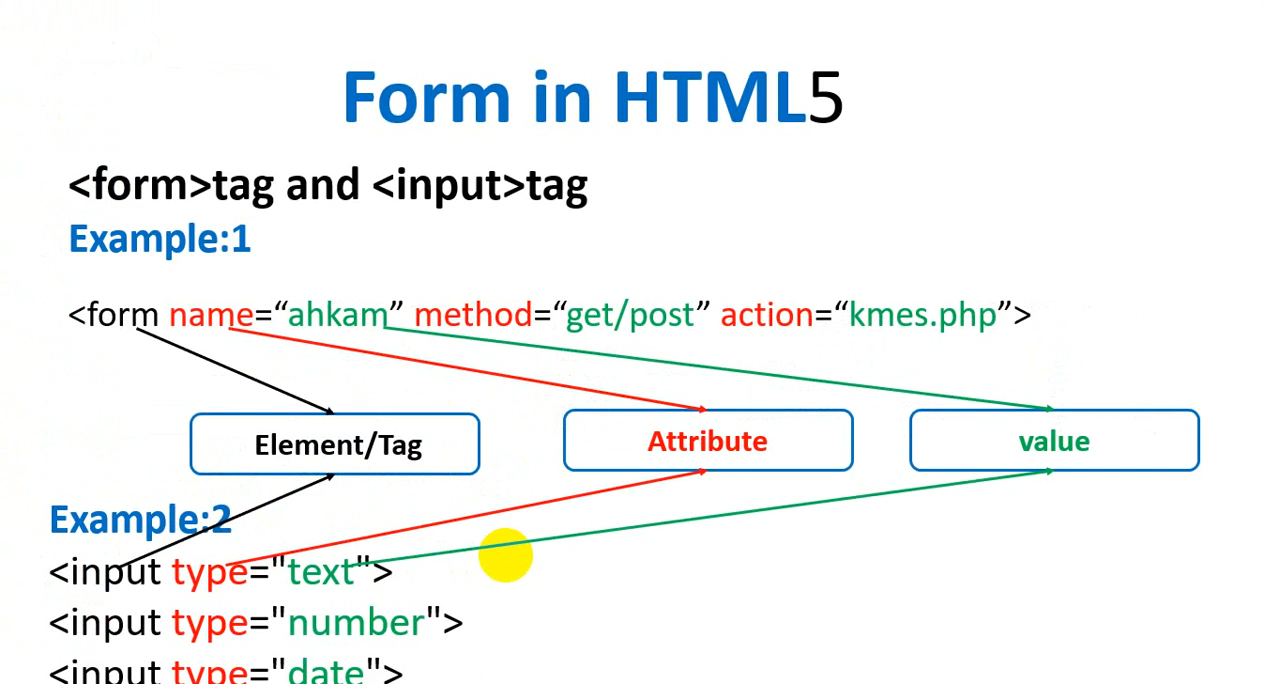 Form in HTML5
<form>tag and <input>tag
Example:1
<form name=“ahkam” method=“get/post” action=“kmes.php”>
Element/Tag
Attribute
value
Example:2
<input type="text">
<input type="number">
<input type="date">